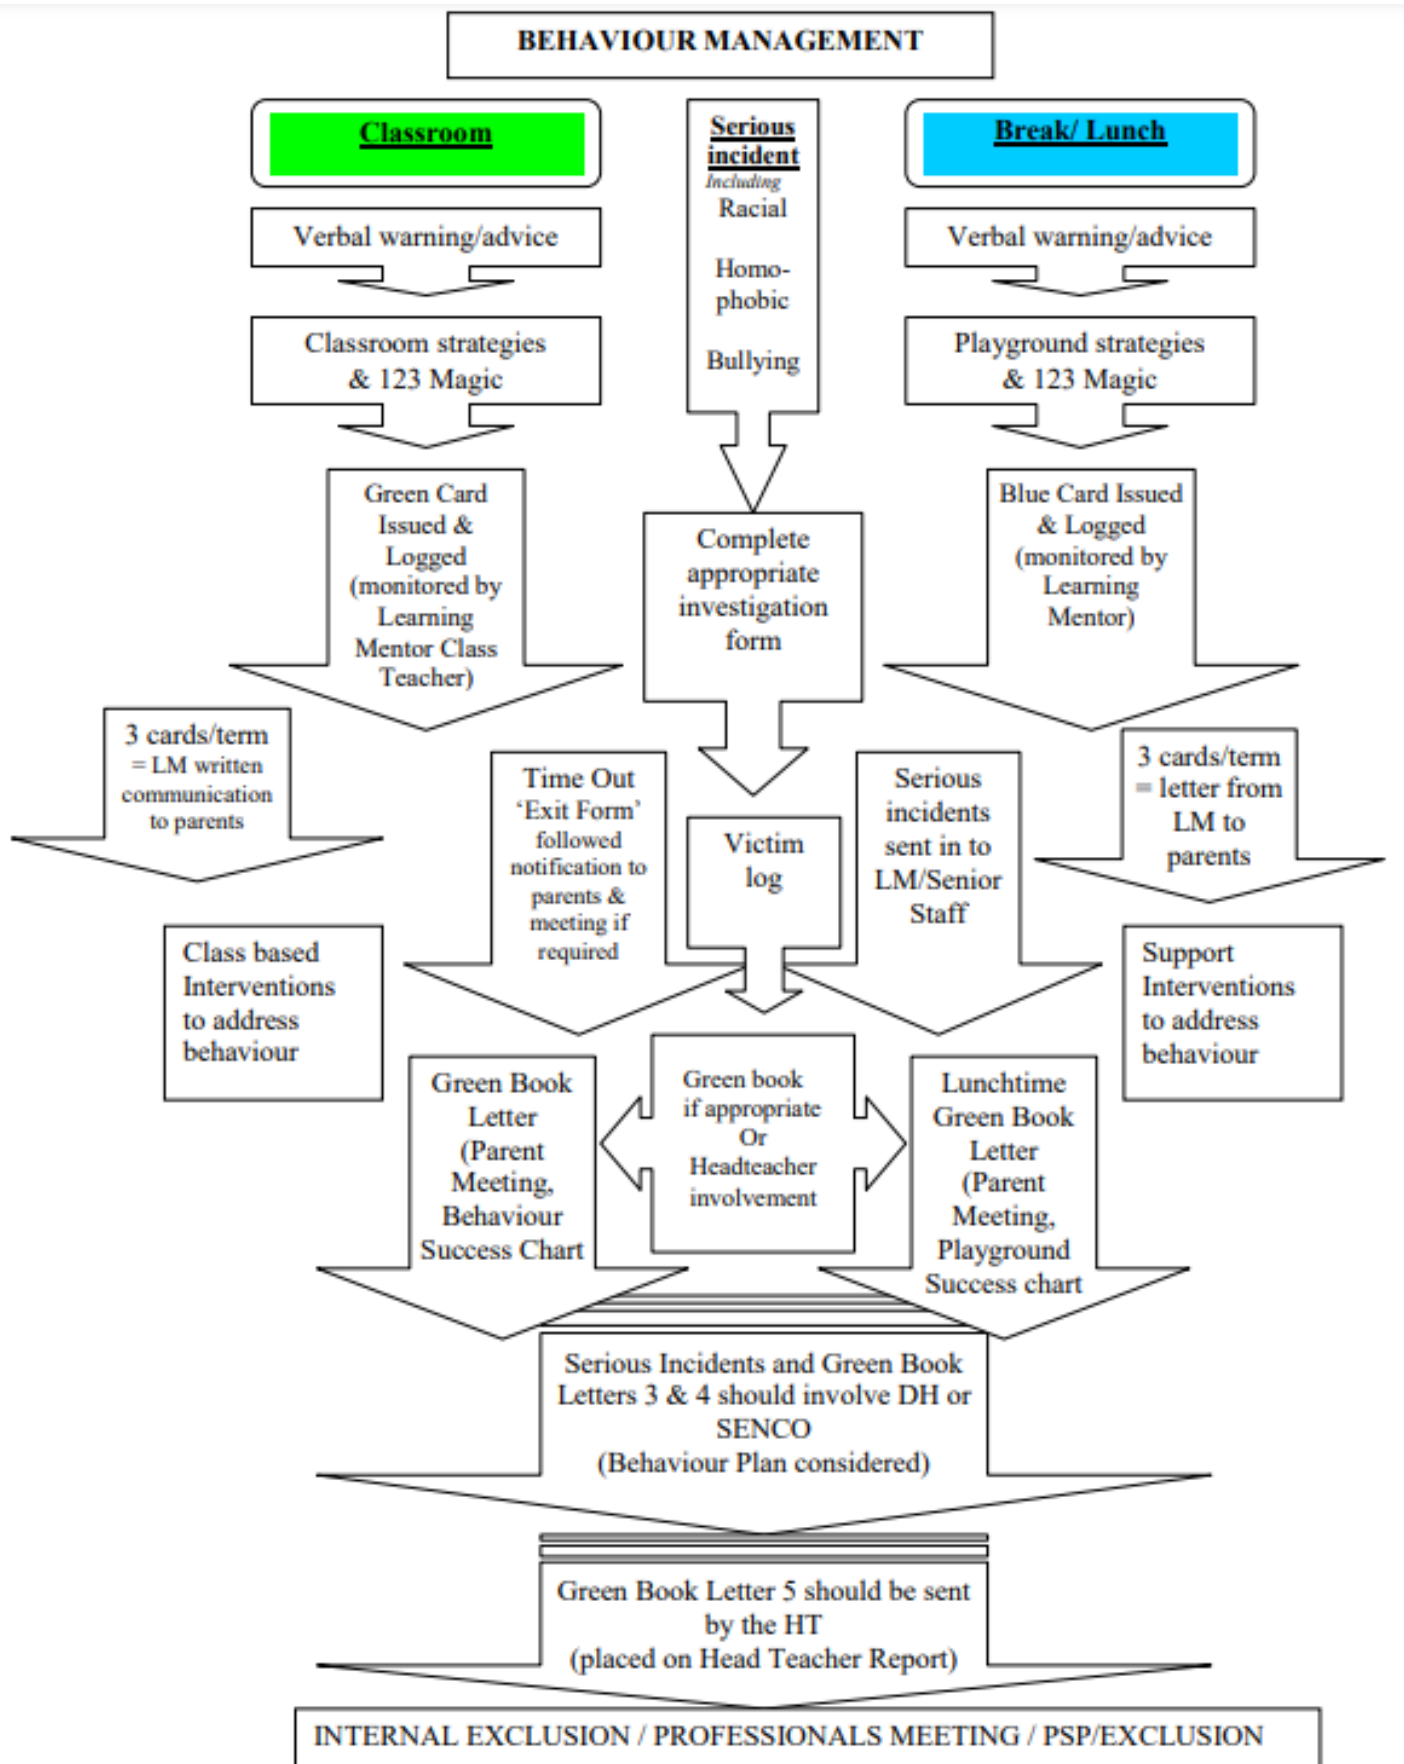 BEHAVIOUR MANAGEMENT
Classroom
Verbal warning/advice
Classroom strategies
& 123 Magic
Green Card
Issued &
Logged
(monitored by
Learning
Mentor Class
Teacher)
3 cards/term
= LM written
communication
to parents
Class based
Interventions
to address
behaviour
Time Out
‘Exit Form’
followed
notification to
parents &
meeting if
required
Green Book
Letter
(Parent
Meeting,
Behaviour
Success Chart
Serious
incident
Including
Racial
Homo-
phobic
Bullying
Complete
appropriate
investigation
form
Victim
log
Green book
if appropriate
Or
Headteacher
involvement
Break/ Lunch
Verbal warning/advice
Playground strategies
& 123 Magic
Blue Card Issued
& Logged
(monitored by
Learning
Mentor)
Serious
incidents
sent in to
LM/Senior
Staff
3 cards/term
= letter from
LM to
parents
Support
Interventions
to address
behaviour
Lunchtime
Green Book
Letter
(Parent
Meeting,
Playground
Success chart
Serious Incidents and Green Book
Letters 3 & 4 should involve DH or
SENCO
(Behaviour Plan considered)
Green Book Letter 5 should be sent
by the HT
(placed on Head Teacher Report)
INTERNAL EXCLUSION / PROFESSIONALS MEETING / PSP/EXCLUSION